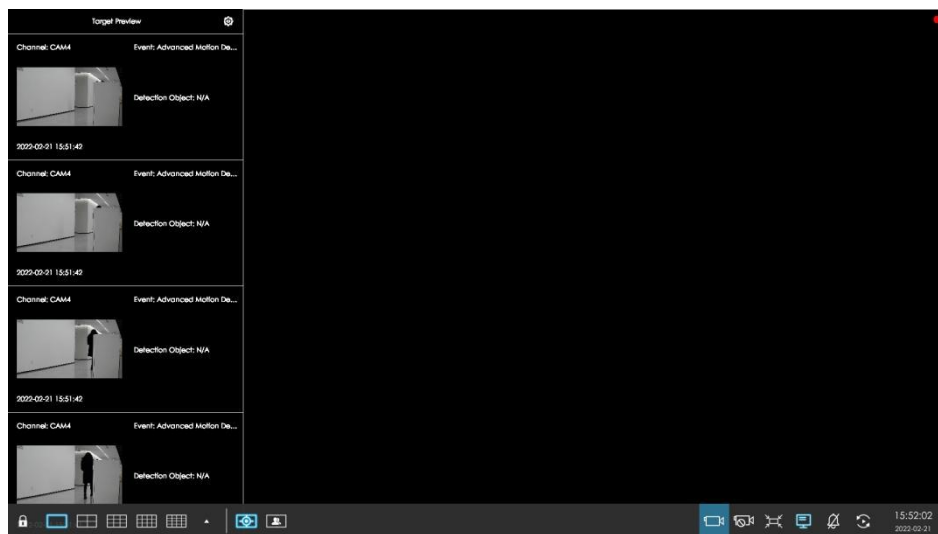 Target Preview
Channel: CAM4 Event: Advanced Motion De...
Detection Object: N/A
2022-02-21 15:51:42
Channel: CAM4 Event: Advanced Motion De...
Detection Object: N/A
2022-02-21 15:51:42
Channel: CAM4 Event: Advanced Motion De...
Detection Object: N/A
2022-02-21 15:51:42
Channel: CAM4 Event: Advanced Motion De...
Detection Object: N/A
15:52:02
2022-02-21